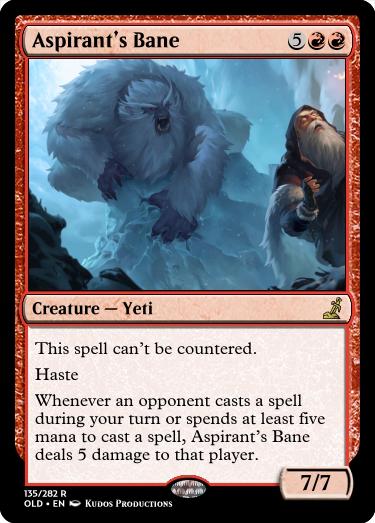 Aspirant's Bane 5
Creature — Yeti
This spell can't be countered.
Haste
Whenever an opponent casts a spell
during your turn or spends at least five
mana to cast a spell, Aspirant's Bane
deals 5 damage to that player.
7/7
135/282 R
OLD • EN Kudos Productions